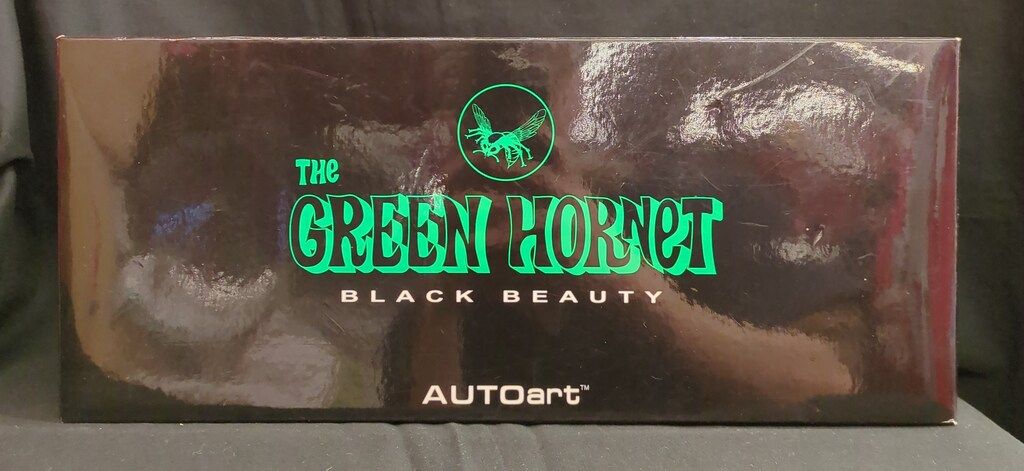 THe
GREEN HORNeT
BLACK BEAUTY
AUTOart™